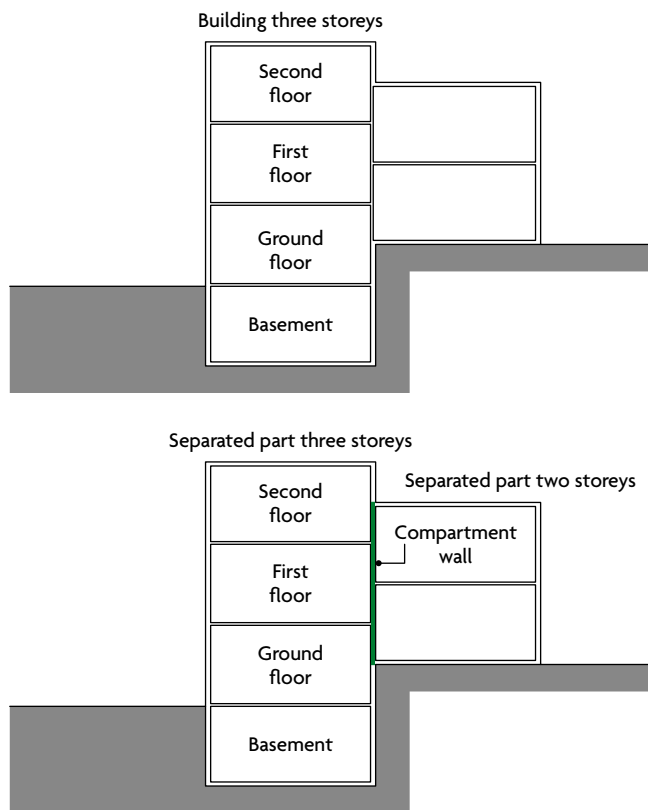 Building three storeys
Second
floor
First
floor
Ground
floor
Basement
Separated part three storeys
Separated part two storeys
Second
floor
Compartment
wall
First
floor
Ground
floor
Basement